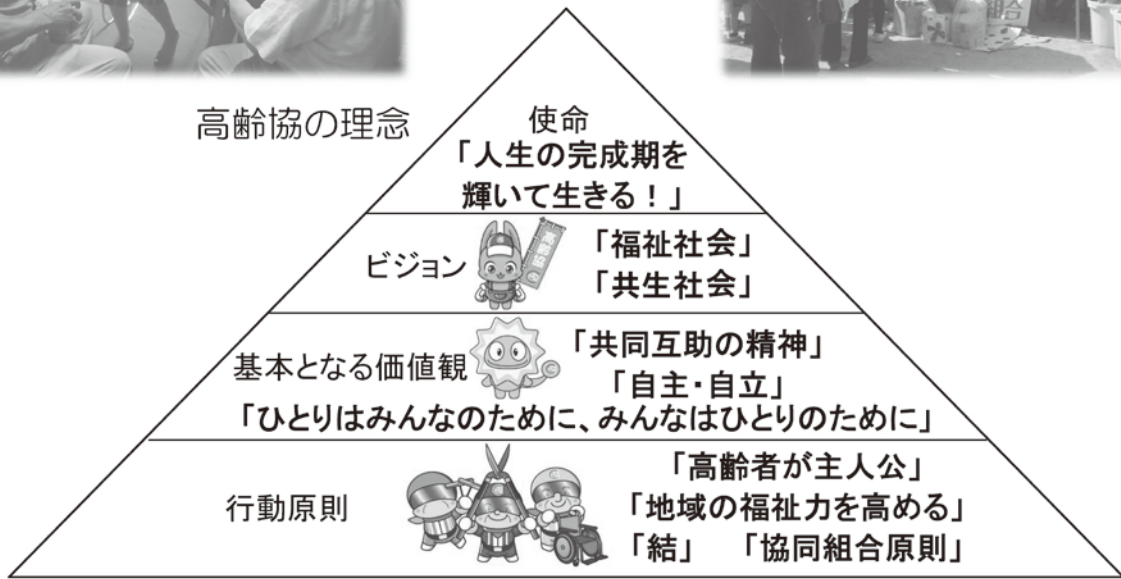 組合
高齢協の理念
使命
「人生の完成期を
輝いて生きる！」
ビジョン
高齢協
「福祉社会」
「共生社会」
基本となる価値観
「共同互助の精神」
「自主・自立」
「ひとりはみんなのために、みんなはひとりのために」
行動原則
「高齢者が主人公」
「地域の福祉力を高める」
「結」 「協同組合原則」